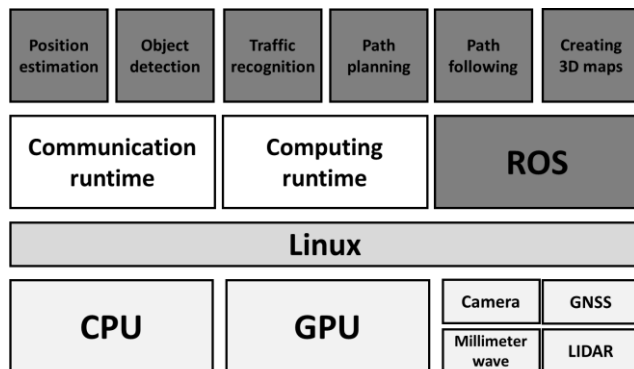 Position
estimation
Object
detection
Traffic
recognition
Path
planning
Path
following
Creating
3D maps
Communication
runtime
Computing
runtime
ROS
Linux
CPU
GPU
Camera
GNSS
Millimeter
wave
LIDAR